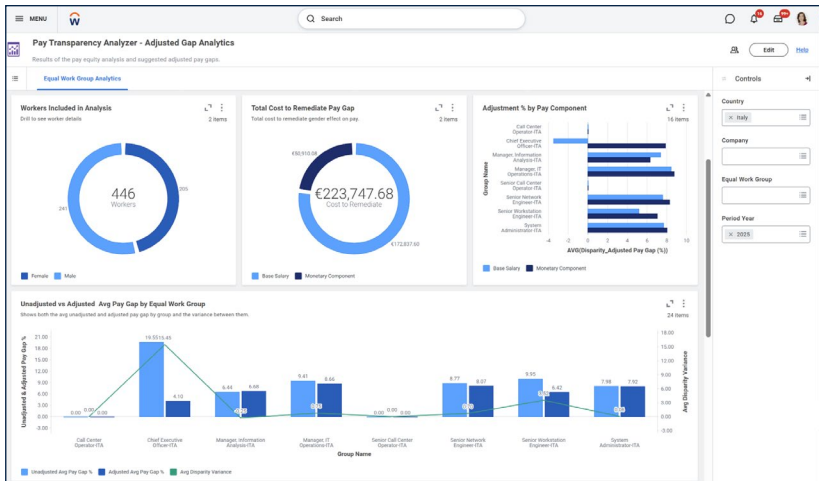 MENU
Search
16
99+
Pay Transparency Analyzer - Adjusted Gap Analytics
Results of the pay equity analysis and suggested adjusted pay gaps.
Edit
Help
Equal Work Group Analytics
Controls
Country
× Italy
Company
Equal Work Group
Period Year
× 2025
Workers Included in Analysis
Drill to see worker details
2 items
446
Workers
205
241
Female
Male
Total Cost to Remediate Pay Gap
Total cost to remediate gender effect on pay.
2 items
€50,910.08
€223,747.68
Cost to Remediate
€172,837.60
Base Salary
Monetary Component
Adjustment % by Pay Component
16 items
Group Name
Call Center
Operator-ITA
Chief Executive
Officer-ITA
Manager, Information
Analysis-ITA
Manager, IT
Operations-ITA
Senior Call Center
Operator-ITA
Senior Network
Engineer-ITA
Senior Workstation
Engineer-ITA
System
Administrator-ITA
-4 -2 0 2 4 6 8 10
AVG(Disparity_Adjusted Pay Gap (%))
Base Salary
Monetary Component
Unadjusted vs Adjusted Avg Pay Gap by Equal Work Group
Shows both the avg unadjusted and adjusted pay gap by group and the variance between them.
24 items
Unadjusted & Adjusted Pay Gap %
21.00
18.00
15.00
12.00
9.00
6.00
3.00
0.00
-3.00
0.00 0.00 0.00
19.55 15.45
4.10
6.44 6.68
9.41 8.66
0.75
0.00 0.00 0.00
9.77 8.07
9.95
6.42
7.98 7.92
18.00
15.00
12.00
9.00
6.00
3.00
0.00
-3.00
Avg Disparity Variance
Call Center
Operator-ITA
Chief Executive
Officer-ITA
Manager, Information
Analysis-ITA
Manager, IT
Operations-ITA
Senior Call Center
Operator-ITA
Senior Network
Engineer-ITA
Senior Workstation
Engineer-ITA
System
Administrator-ITA
Group Name
Unadjusted Avg Pay Gap %
Adjusted Avg Pay Gap %
Avg Disparity Variance